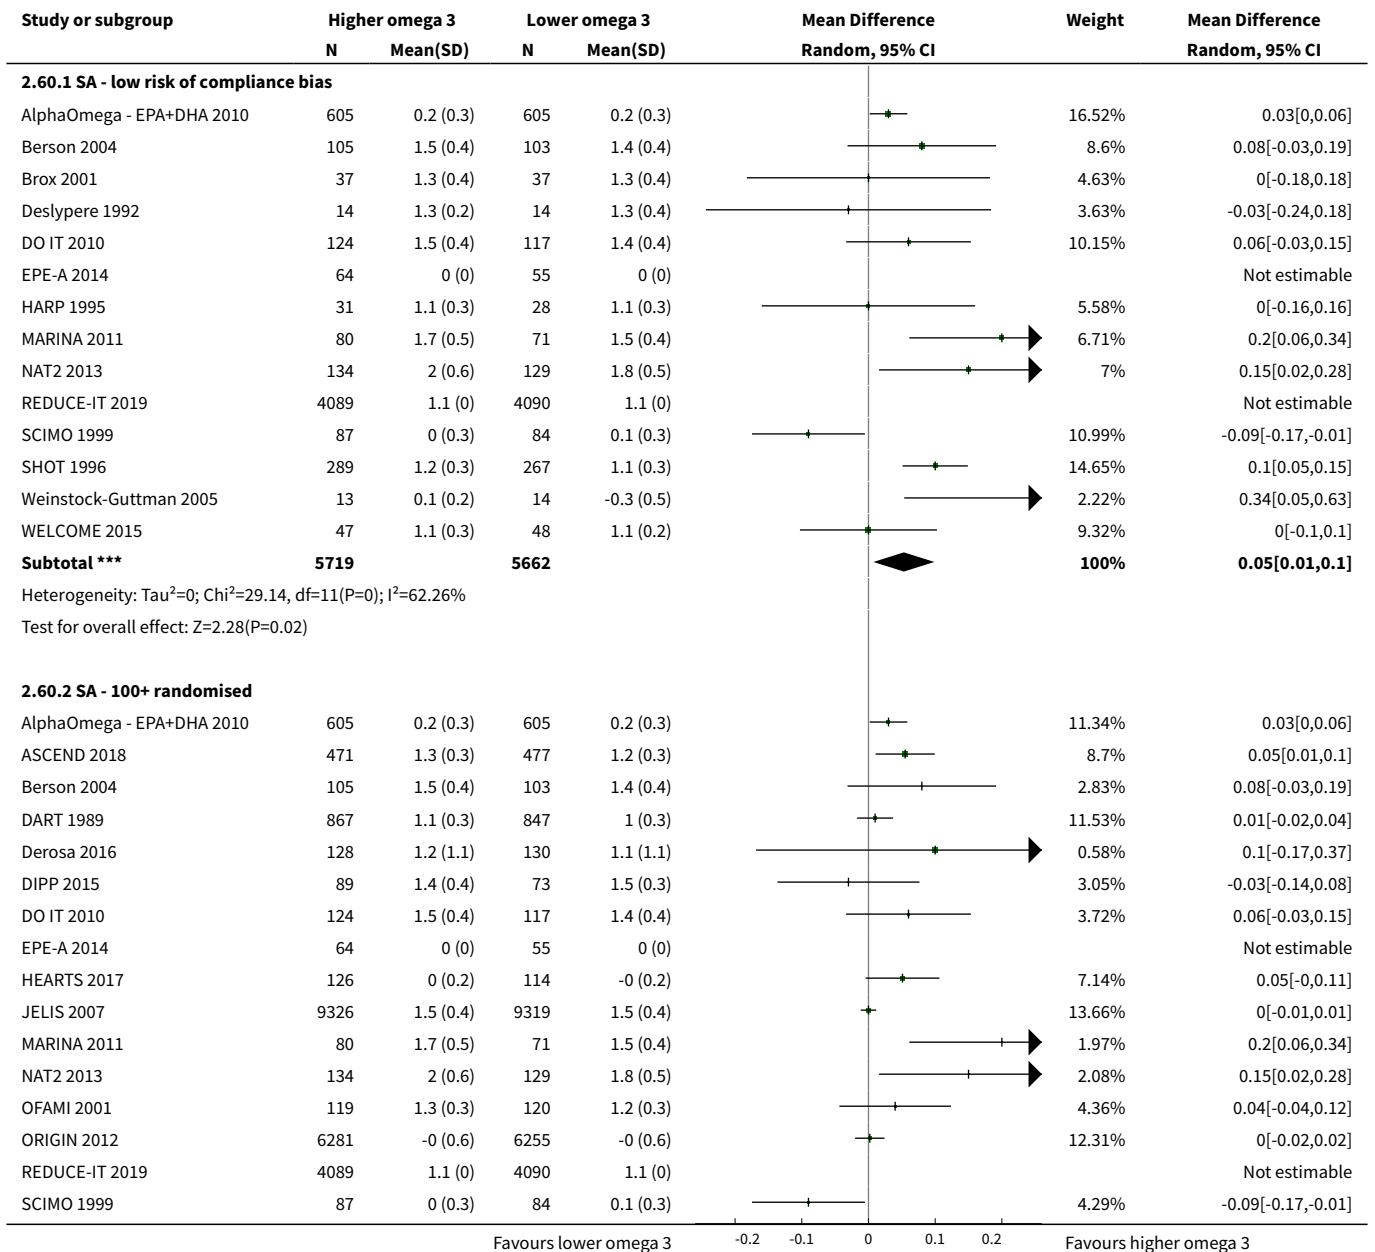 Study or subgroup Higher omega 3 Lower omega 3 Mean Difference Weight Mean Difference
N Mean(SD) N Mean(SD) Random, 95% CI Random, 95% CI
2.60.1 SA - low risk of compliance bias
AlphaOmega - EPA+DHA 2010 605 0.2 (0.3) 605 0.2 (0.3) 16.52% 0.03[0,0.06]
Berson 2004 105 1.5 (0.4) 103 1.4 (0.4) 8.6% 0.08[-0.03,0.19]
Brox 2001 37 1.3 (0.4) 37 1.3 (0.4) 4.63% 0[-0.18,0.18]
Deslypere 1992 14 1.3 (0.2) 14 1.3 (0.4) 3.63% -0.03[-0.24,0.18]
DO IT 2010 124 1.5 (0.4) 117 1.4 (0.4) 10.15% 0.06[-0.03,0.15]
EPE-A 2014 64 0 (0) 55 0 (0) Not estimable
HARP 1995 31 1.1 (0.3) 28 1.1 (0.3) 5.58% 0[-0.16,0.16]
MARINA 2011 80 1.7 (0.5) 71 1.5 (0.4) 6.71% 0.2[0.06,0.34]
NAT2 2013 134 2 (0.6) 129 1.8 (0.5) 7% 0.15[0.02,0.28]
REDUCE-IT 2019 4089 1.1 (0) 4090 1.1 (0) Not estimable
SCIMO 1999 87 0 (0.3) 84 0.1 (0.3) 10.99% -0.09[-0.17,-0.01]
SHOT 1996 289 1.2 (0.3) 267 1.1 (0.3) 14.65% 0.1[0.05,0.15]
Weinstock-Guttman 2005 13 0.1 (0.2) 14 -0.3 (0.5) 2.22% 0.34[0.05,0.63]
WELCOME 2015 47 1.1 (0.3) 48 1.1 (0.2) 9.32% 0[-0.1,0.1]
Subtotal *** 5719 5662 100% 0.05[0.01,0.1]
Heterogeneity: Tau²=0; Chi²=29.14, df=11(P=0); I²=62.26%
Test for overall effect: Z=2.28(P=0.02)
2.60.2 SA - 100+ randomised
AlphaOmega - EPA+DHA 2010 605 0.2 (0.3) 605 0.2 (0.3) 11.34% 0.03[0,0.06]
ASCEND 2018 471 1.3 (0.3) 477 1.2 (0.3) 8.7% 0.05[0.01,0.1]
Berson 2004 105 1.5 (0.4) 103 1.4 (0.4) 2.83% 0.08[-0.03,0.19]
DART 1989 867 1.1 (0.3) 847 1 (0.3) 11.53% 0.01[-0.02,0.04]
Derosa 2016 128 1.2 (1.1) 130 1.1 (1.1) 0.58% 0.1[-0.17,0.37]
DIPP 2015 89 1.4 (0.4) 73 1.5 (0.3) 3.05% -0.03[-0.14,0.08]
DO IT 2010 124 1.5 (0.4) 117 1.4 (0.4) 3.72% 0.06[-0.03,0.15]
EPE-A 2014 64 0 (0) 55 0 (0) Not estimable
HEARTS 2017 126 0 (0.2) 114 -0 (0.2) 7.14% 0.05[-0,0.11]
JELIS 2007 9326 1.5 (0.4) 9319 1.5 (0.4) 13.66% 0[-0.01,0.01]
MARINA 2011 80 1.7 (0.5) 71 1.5 (0.4) 1.97% 0.2[0.06,0.34]
NAT2 2013 134 2 (0.6) 129 1.8 (0.5) 2.08% 0.15[0.02,0.28]
OFAMI 2001 119 1.3 (0.3) 120 1.2 (0.3) 4.36% 0.04[-0.04,0.12]
ORIGIN 2012 6281 -0 (0.6) 6255 -0 (0.6) 12.31% 0[-0.02,0.02]
REDUCE-IT 2019 4089 1.1 (0) 4090 1.1 (0) Not estimable
SCIMO 1999 87 0 (0.3) 84 0.1 (0.3) 4.29% -0.09[-0.17,-0.01]
Favours lower omega 3 -0.2 -0.1 0 0.1 0.2 Favours higher omega 3